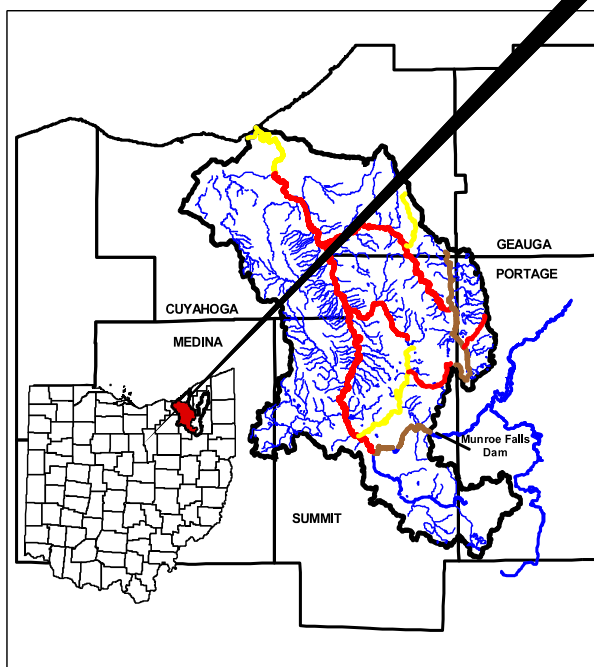 GEAUGA
PORTAGE
CUYAHOGA
MEDINA
Munroe Falls
Dam
SUMMIT